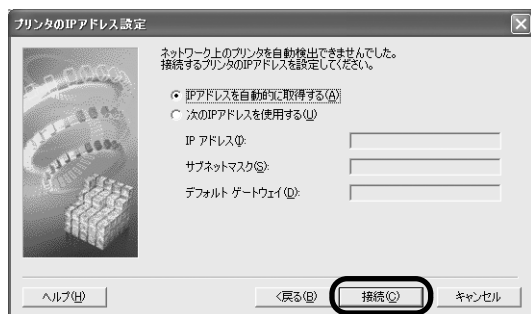 プリンタのIPアドレス設定
ネットワーク上のプリンタを自動検出できませんでした。
接続するプリンタのIPアドレスを設定してください。
IPアドレスを自動的に取得する(A)
次のIPアドレスを使用する(U)
IP アドレス(I):
サブネットマスク(S):
デフォルト ゲートウェイ(D):
ヘルプ(H)
<戻る(B)
接続(C)
キャンセル